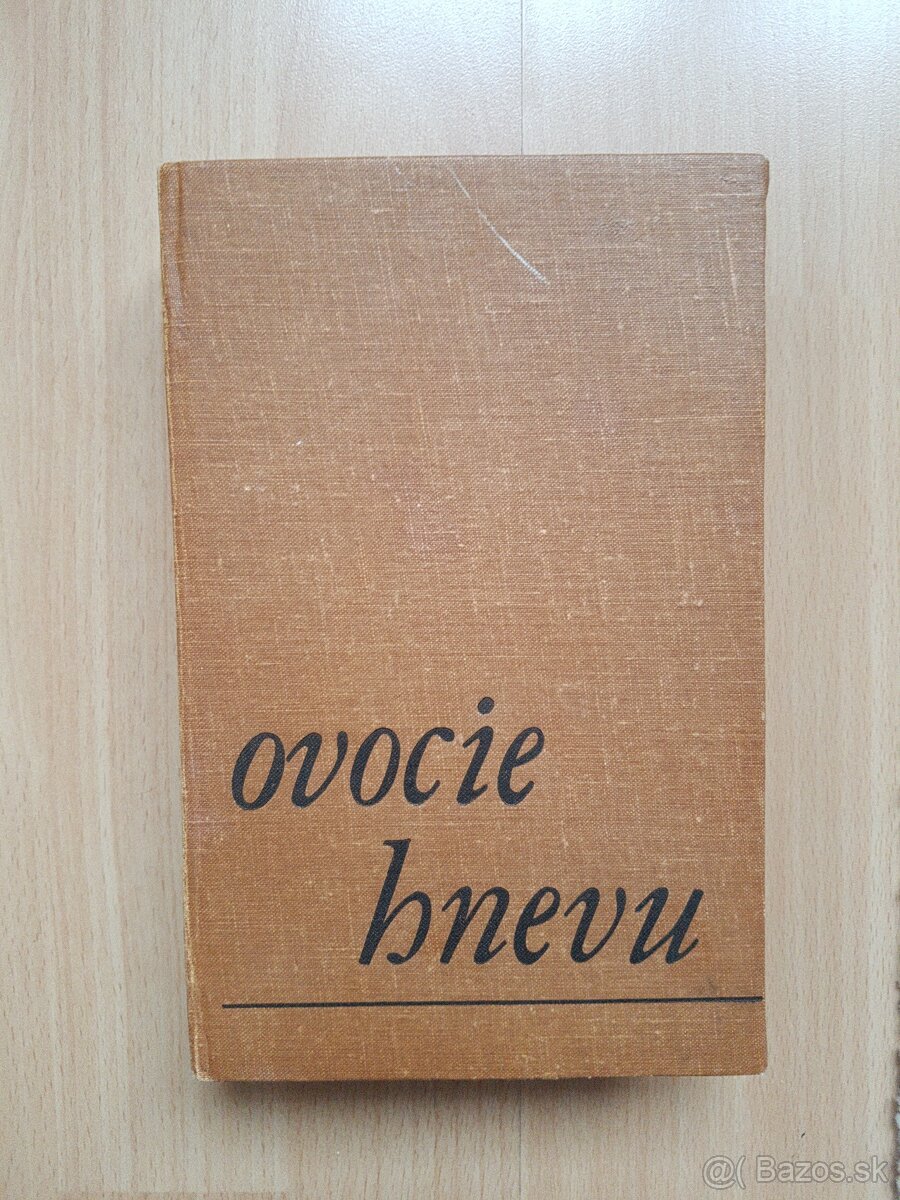 ovocie
hnevu
@( Bazos.sk